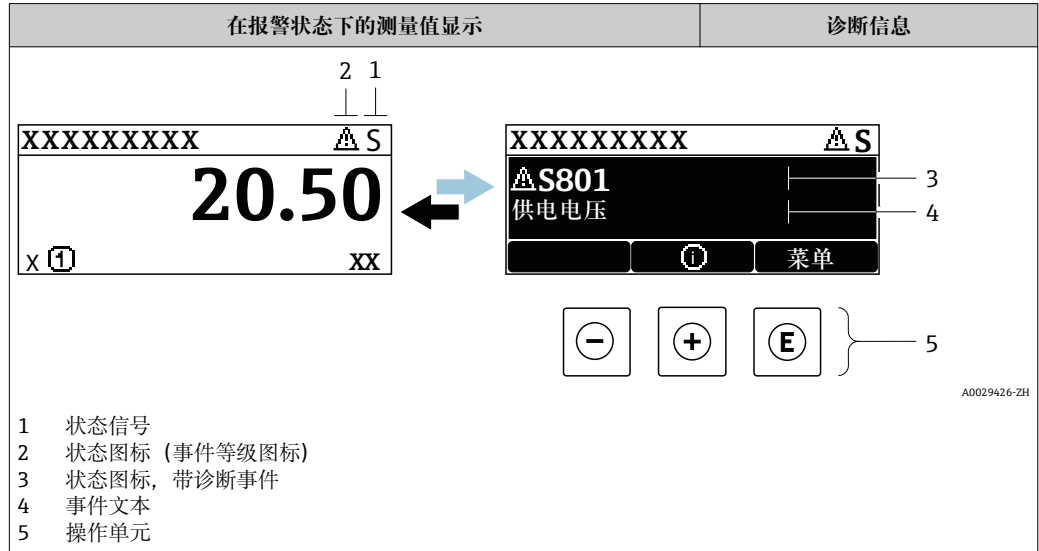 在报警状态下的测量值显示 诊断信息
2 1
XXXXXXXXX ⚠ S
20.50
X ① XX
XXXXXXXXX ⚠ S
⚠S801
供电电压
ⓘ 菜单
3
4
− + E
5
A0029426-ZH
1 状态信号
2 状态图标（事件等级图标）
3 状态图标，带诊断事件
4 事件文本
5 操作单元